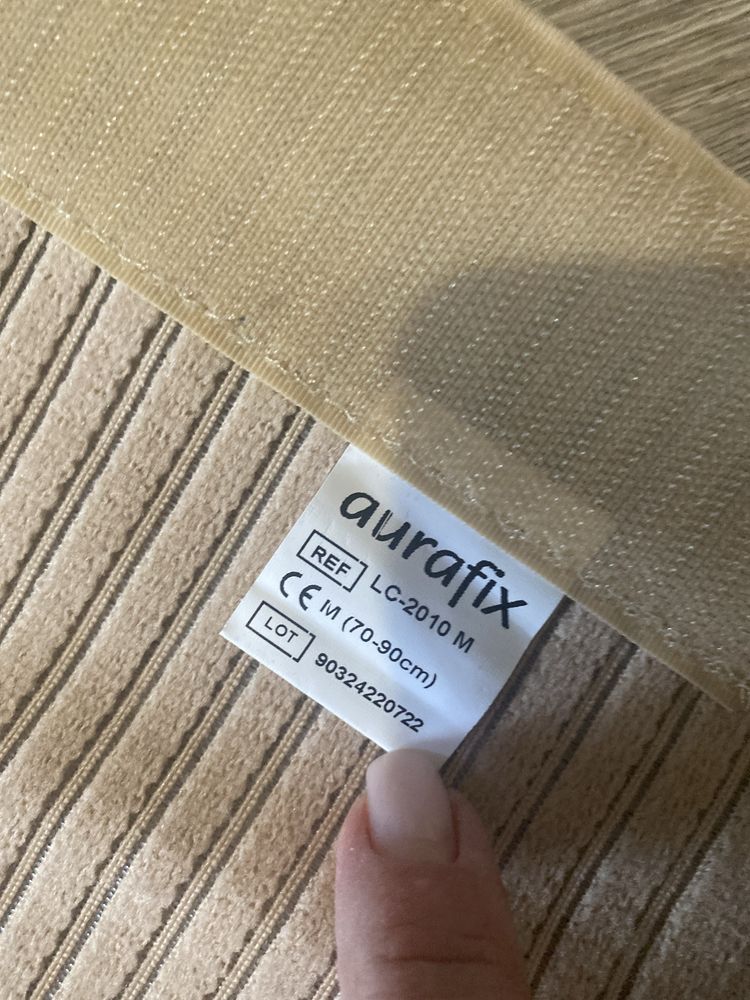 aurafix
REF LC-2010 M
CE M (70-90cm)
LOT 90324220722